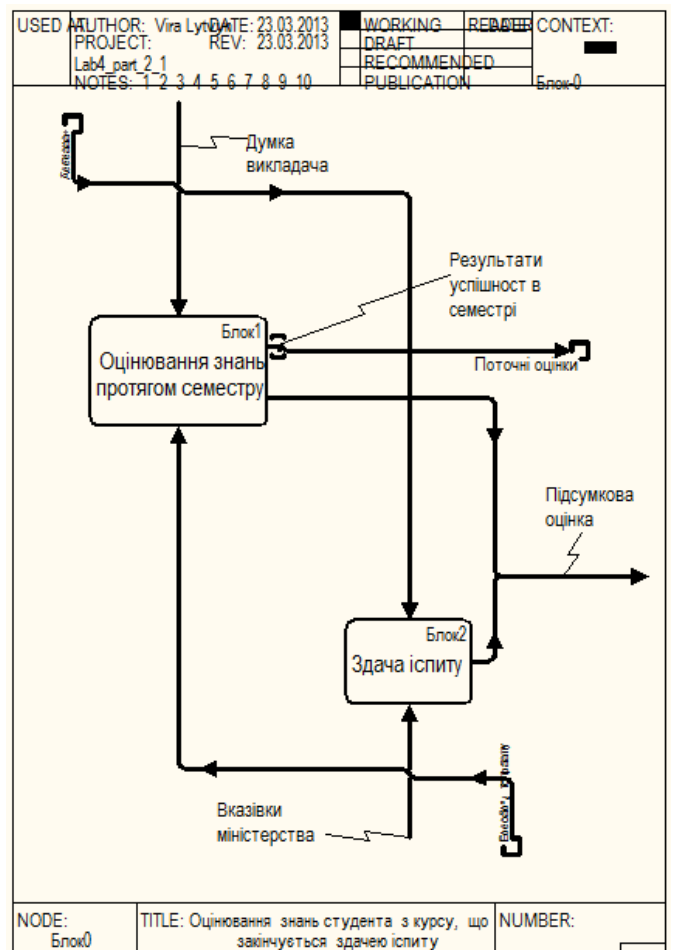 USED AT:
AUTHOR: Vira Lytvyn
DATE: 23.03.2013
PROJECT:
REV: 23.03.2013
Lab4_part_2_1
NOTES: 1 2 3 4 5 6 7 8 9 10
WORKING
DRAFT
RECOMMENDED
PUBLICATION
READER
DATE
CONTEXT:
Блок-0
Думка
викладача
Результати
успішност в
семестрі
Блок1
Оцінювання знань
протягом семестру
Поточні оцінки
Підсумкова
оцінка
Блок2
Здача іспиту
Вказівки
міністерства
NODE:
Блок0
TITLE: Оцінювання знань студента з курсу, що
закінчується здачею іспиту
NUMBER: